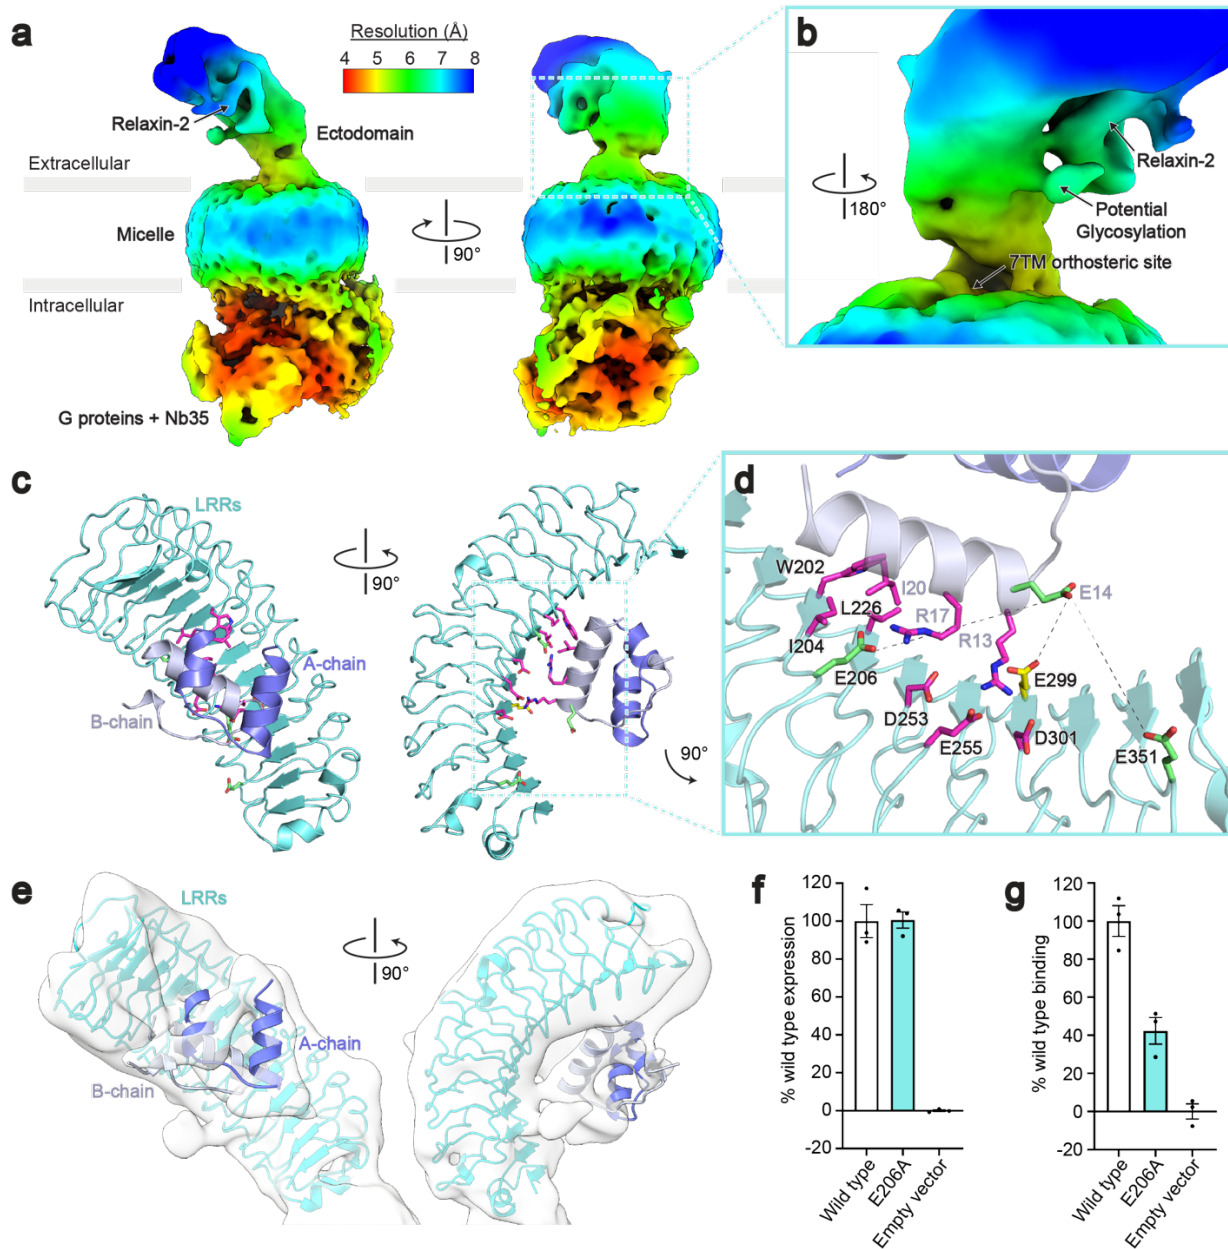 a
Resolution (Å)
4 5 6 7 8
Relaxin-2
Ectodomain
Extracellular
Micelle
90°
Intracellular
G proteins + Nb35
b
180°
Relaxin-2
Potential
Glycosylation
7TM orthosteric site
c
LRRs
90°
A-chain
B-chain
90°
d
W202
I20
E14
L226
R17
R13
I204
E206
E299
D253
E255
D301
E351
e
LRRs
90°
A-chain
B-chain
f
% wild type expression
120
100
80
60
40
20
0
-20
Wild type
E206A
Empty vector
g
% wild type binding
120
100
80
60
40
20
0
-20
Wild type
E206A
Empty vector